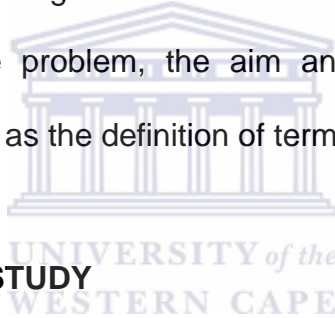 problem, the aim an
as the definition of term
UNIVERSITY of the
STUDY
WESTERN CAPE